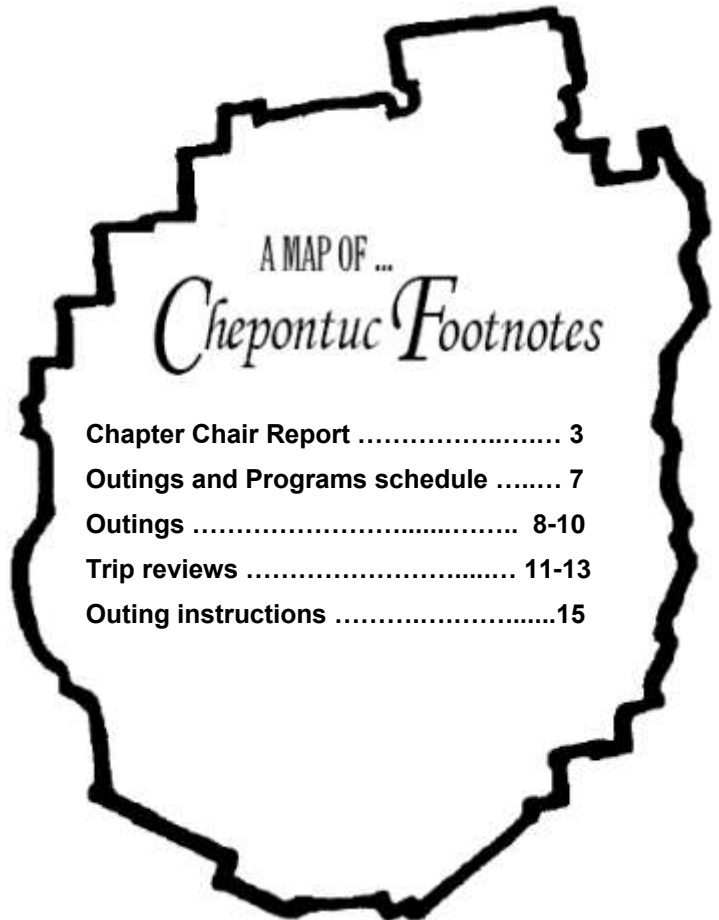 A MAP OF ...
Chepontuc Footnotes
Chapter Chair Report ……………..….… 3
Outings and Programs schedule …..… 7
Outings …………………….......…….. 8-10
Trip reviews …………………….....… 11-13
Outing instructions ……….………….......15